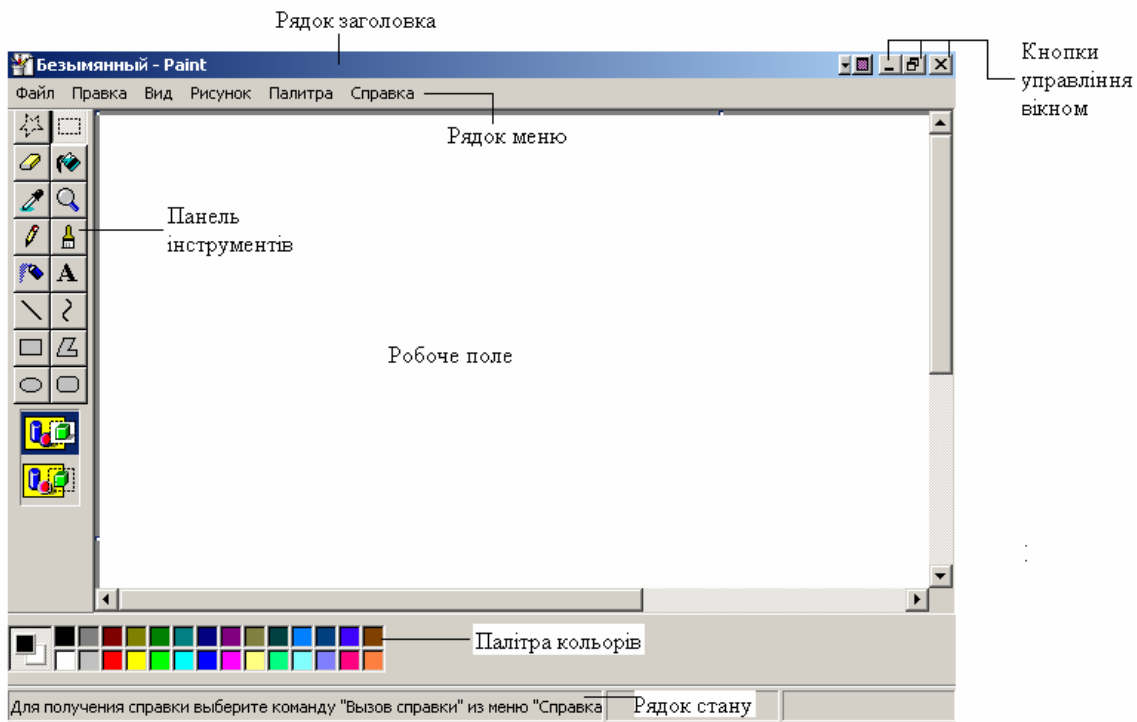 Рядок заголовка
Безымянный - Paint
Кнопки
управління
вікном
Файл Правка Вид Рисунок Палитра Справка
Рядок меню
Панель
інструментів
A
Робоче поле
Палітра кольорів
Для получения справки выберите команду "Вызов справки" из меню "Справка
Рядок стану